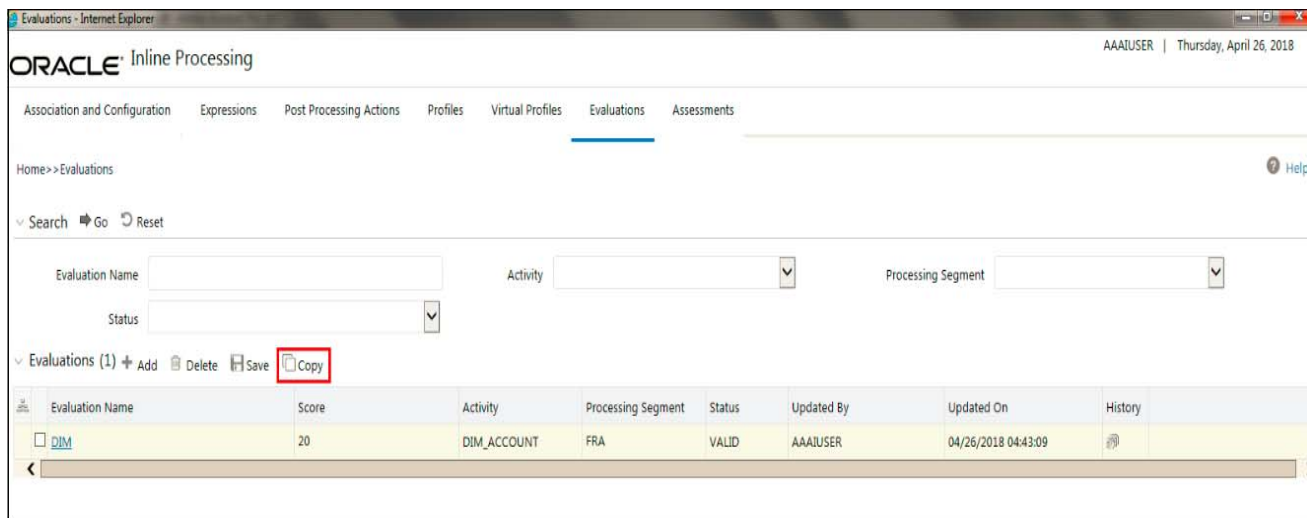 Evaluations - Internet Explorer
AAAIUSER | Thursday, April 26, 2018
ORACLE® Inline Processing
Association and Configuration Expressions Post Processing Actions Profiles Virtual Profiles Evaluations Assessments
Home>>Evaluations Help
Search Go Reset
Evaluation Name Activity Processing Segment
Status
Evaluations (1) Add Delete Save Copy
Evaluation Name Score Activity Processing Segment Status Updated By Updated On History
DIM 20 DIM_ACCOUNT FRA VALID AAAIUSER 04/26/2018 04:43:09